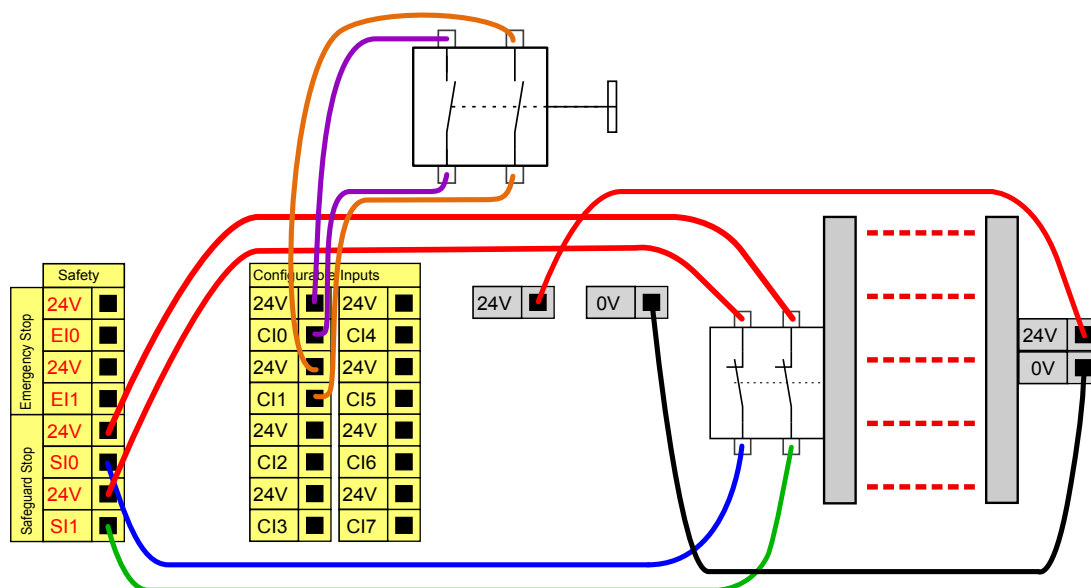 Safety
Emergency Stop
24V
EI0
24V
EI1
Safeguard Stop
24V
SI0
24V
SI1
Configurable Inputs
24V 24V
CI0 CI4
24V 24V
CI1 CI5
24V 24V
CI2 CI6
24V 24V
CI3 CI7
24V
0V
24V
0V